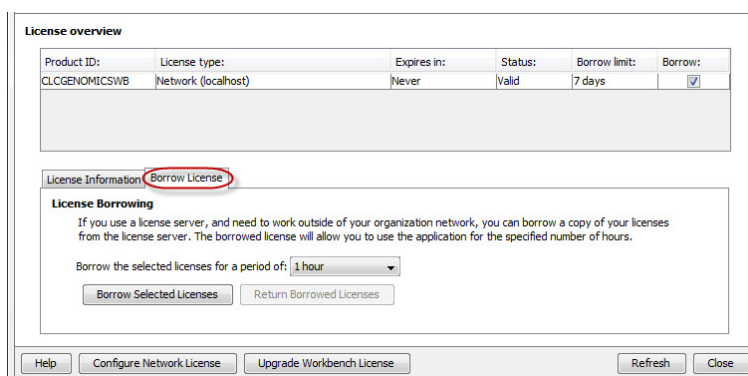 License overview
Product ID: License type: Expires in: Status: Borrow limit: Borrow:
CLCGENOMICSWB Network (localhost) Never Valid 7 days
License Information Borrow License
License Borrowing
If you use a license server, and need to work outside of your organization network, you can borrow a copy of your licenses
from the license server. The borrowed license will allow you to use the application for the specified number of hours.
Borrow the selected licenses for a period of: 1 hour
Borrow Selected Licenses Return Borrowed Licenses
Help Configure Network License Upgrade Workbench License Refresh Close